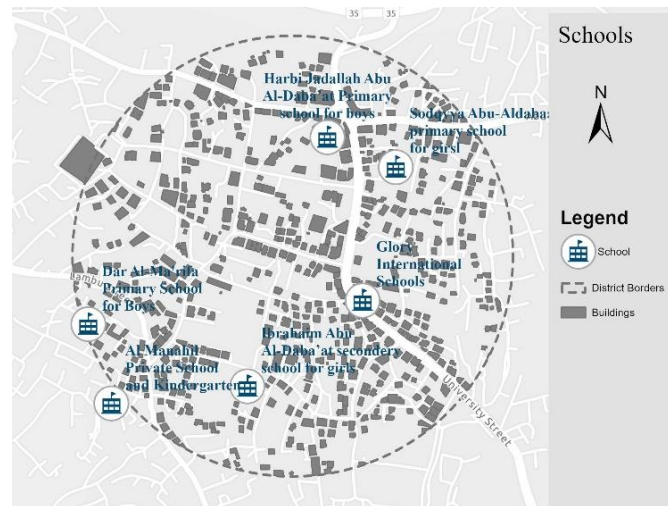 35 35
Schools
N
Harbi Jadallah Abu
Al-Daba'at Primary
school for boys
Sodqyya Abu-Aldabaa
primary school
for girsl
Glory
International
Schools
Dar Al-Ma'rifa
Primary School
for Boys
Ibrahaim Abu
Al-Daba'at secondery
school for girls
Al Manahil
Private School
and Kindergarten
University Street
Legend
School
District Borders
Buildings